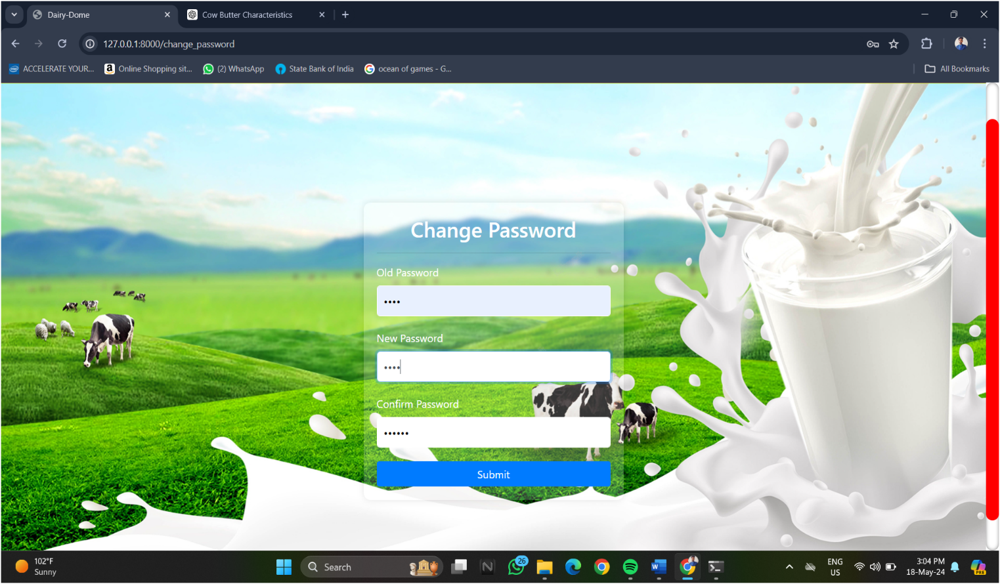 Dairy-Dome
Cow Butter Characteristics
127.0.0.1:8000/change_password
ACCELERATE YOUR...
Online Shopping sit...
(2) WhatsApp
State Bank of India
ocean of games - G...
All Bookmarks
Change Password
Old Password
••••
New Password
••••
Confirm Password
••••••
Submit
102°F
Sunny
Search
26
ENG
US
3:04 PM
18-May-24
PRE